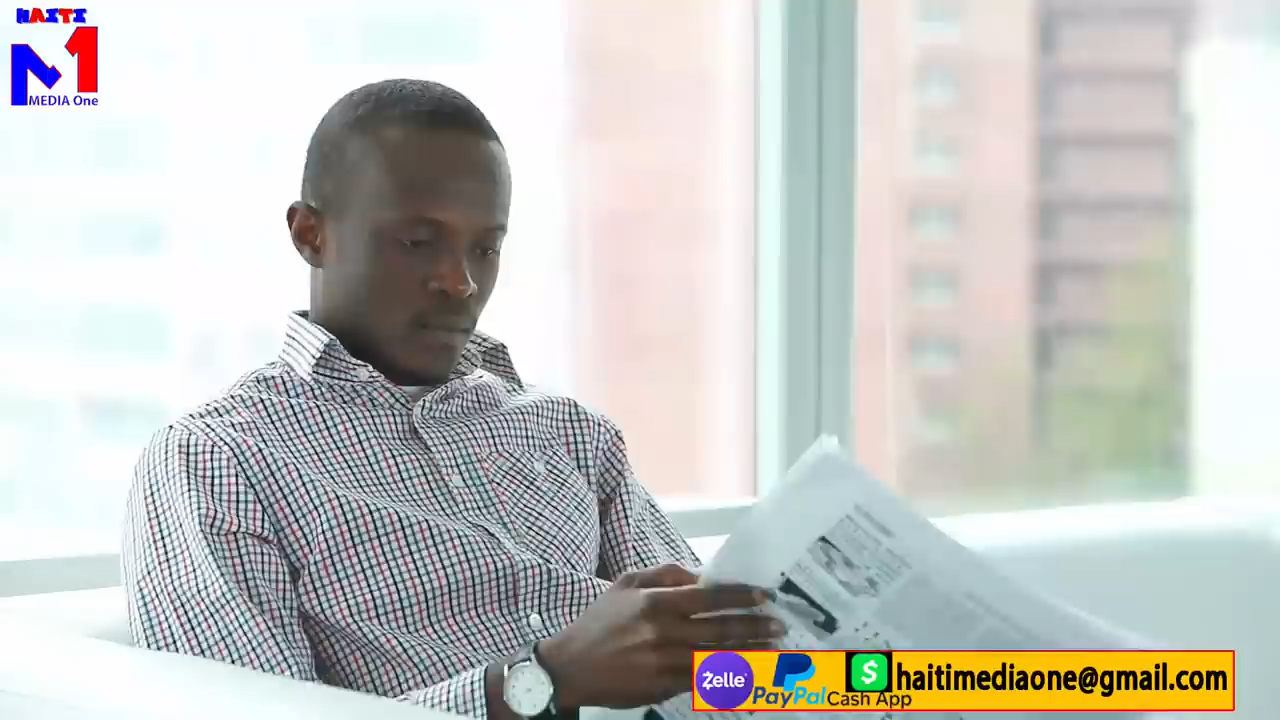 HAITI
M1
MEDIA One
Zelle
PayPal
$
Cash App
haitimediaone@gmail.com